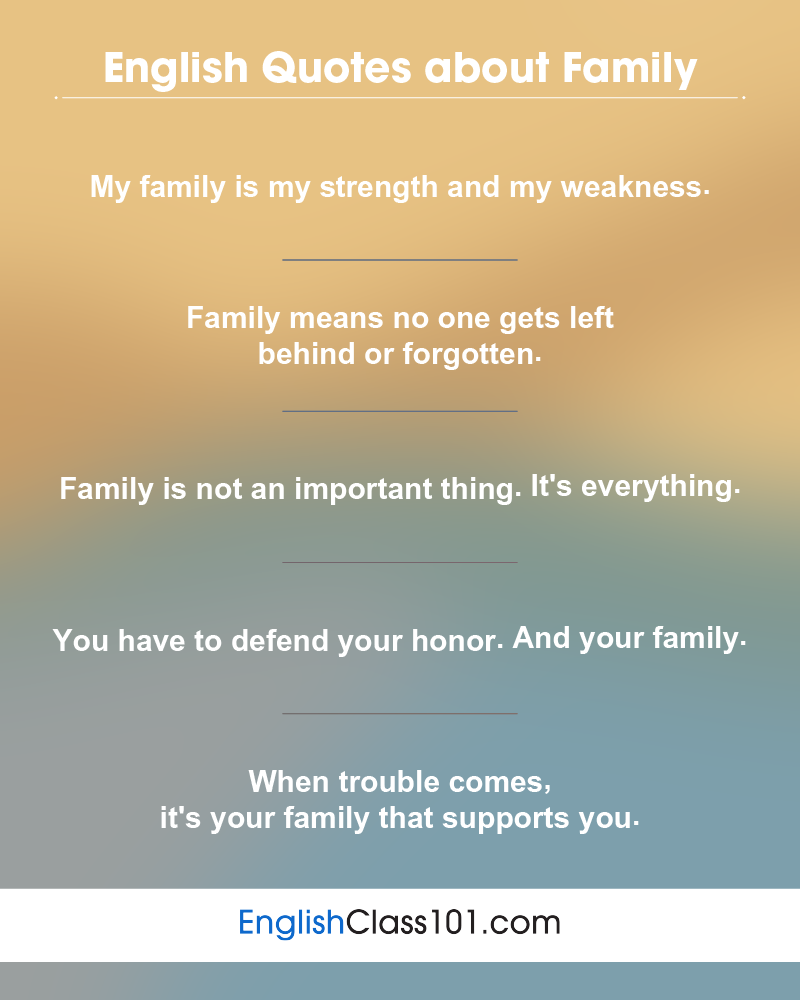 English Quotes about Family
My family is my strength and my weakness.
Family means no one gets left
behind or forgotten.
Family is not an important thing. It's everything.
You have to defend your honor. And your family.
When trouble comes,
it's your family that supports you.
EnglishClass101.com